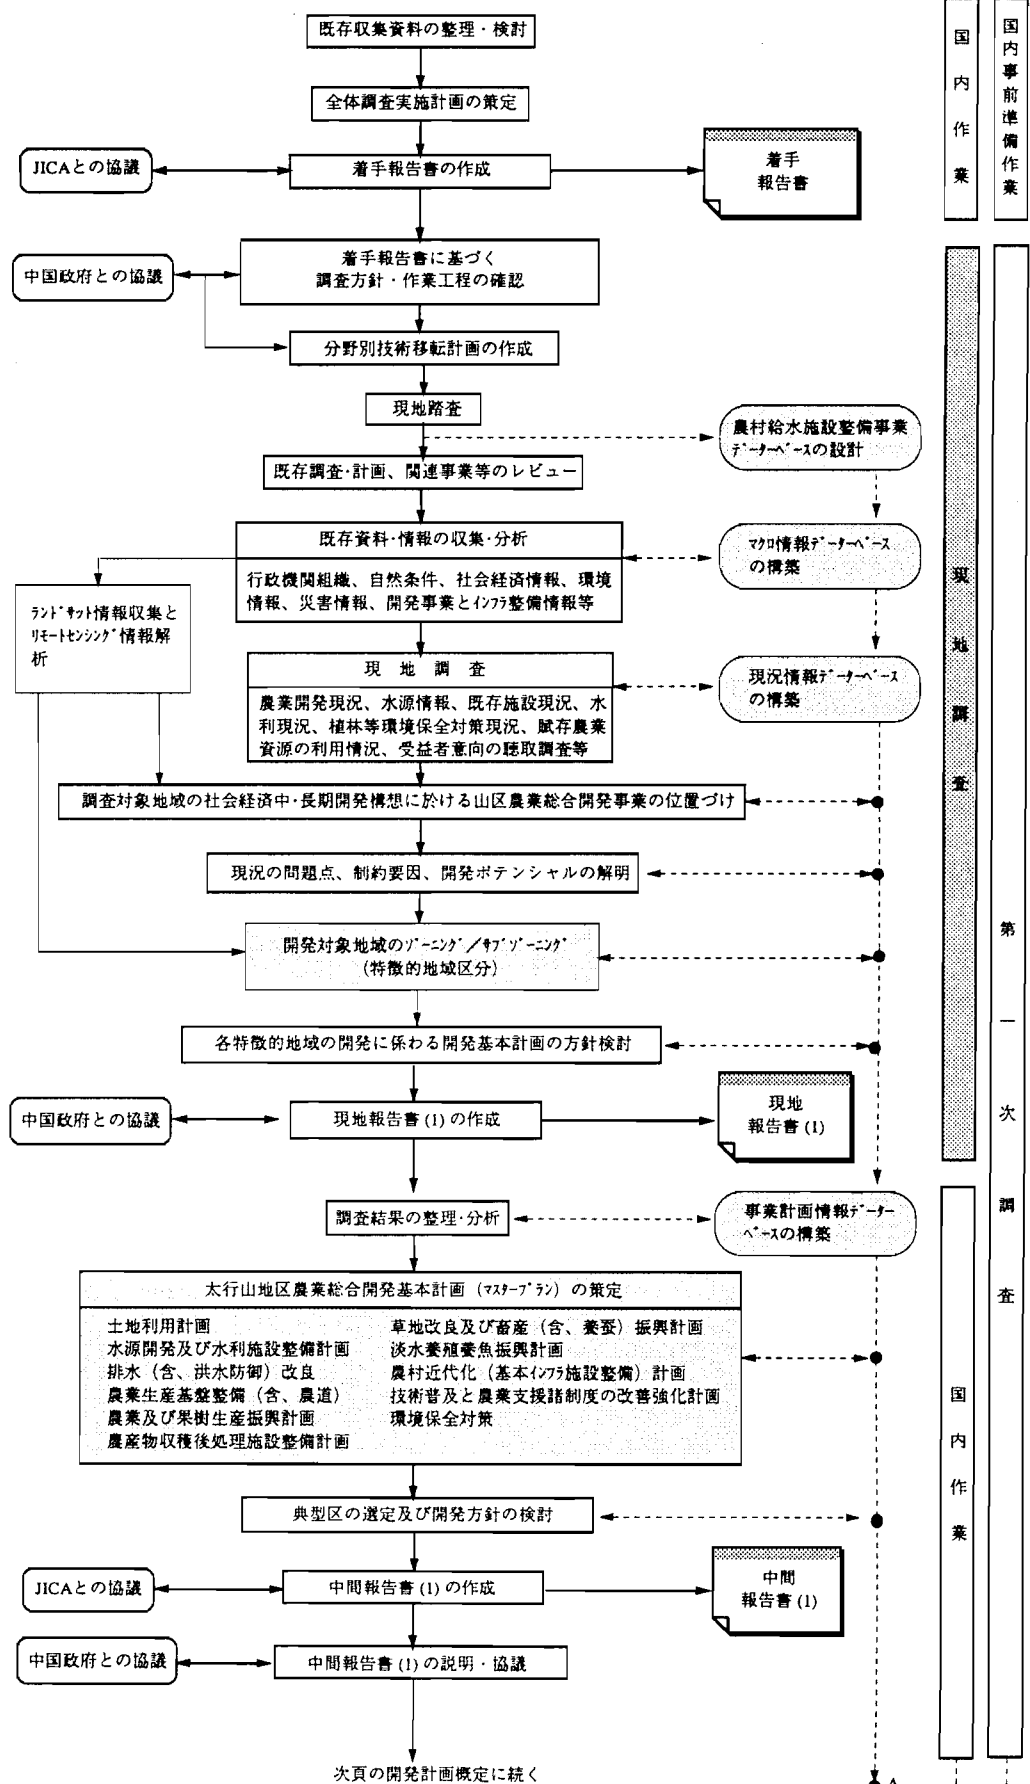 既存収集資料の整理・検討
全体調査実施計画の策定
JICAとの協議
着手報告書の作成
着手
報告書
中国政府との協議
着手報告書に基づく
調査方針・作業工程の確認
分野別技術移転計画の作成
現地踏査
農村給水施設整備事業
データーベースの設計
既存調査・計画、関連事業等のレビュー
既存資料・情報の収集・分析
行政機関組織、自然条件、社会経済情報、環境
情報、災害情報、開発事業とインフラ整備情報等
マクロ情報データーベース
の構築
ランドサット情報収集と
リモートセンシング情報解
析
現地調査
農業開発現況、水源情報、既存施設現況、水
利現況、植林等環境保全対策現況、賦存農業
資源の利用情況、受益者意向の聴取調査等
現況情報データーベース
の構築
調査対象地域の社会経済中・長期開発構想に於ける山区農業総合開発事業の位置づけ
現況の問題点、制約要因、開発ポテンシャルの解明
開発対象地域のゾーニング/サブゾーニング
(特徴的地域区分)
各特徴的地域の開発に係わる開発基本計画の方針検討
中国政府との協議
現地報告書(1)の作成
現地
報告書(1)
調査結果の整理・分析
事業計画情報データー
ベースの構築
太行山地区農業総合開発基本計画(マスタープラン)の策定
土地利用計画
水源開発及び水利施設整備計画
排水(含、洪水防御)改良
農業生産基盤整備(含、農道)
農業及び果樹生産振興計画
農産物収穫後処理施設整備計画
草地改良及び畜産(含、養蚕)振興計画
淡水養殖養魚振興計画
農村近代化(基本インフラ施設整備)計画
技術普及と農業支援諸制度の改善強化計画
環境保全対策
典型区の選定及び開発方針の検討
JICAとの協議
中間報告書(1)の作成
中間
報告書(1)
中国政府との協議
中間報告書(1)の説明・協議
次頁の開発計画概定に続く
A
国内作業
現地調査
国内作業
国内事前準備作業
第一次調査